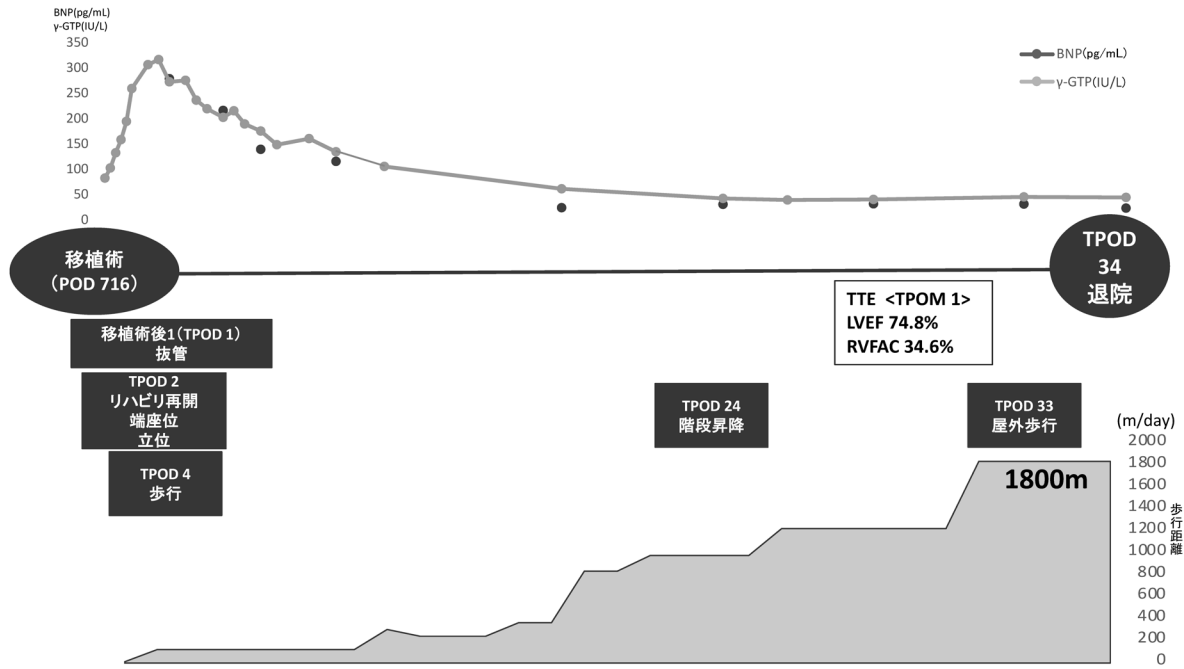 BNP(pg/mL)
γ-GTP(IU/L)
350
300
250
200
150
100
50
0
BNP(pg/mL)
γ-GTP(IU/L)
移植術
（POD 716）
TPOD
34
退院
TTE <TPOM 1>
LVEF 74.8%
RVFAC 34.6%
移植術後1（TPOD 1）
抜管
TPOD 2
リハビリ再開
端座位
立位
TPOD 4
歩行
TPOD 24
階段昇降
TPOD 33
屋外歩行
(m/day)
2000
1800
1600
1400
1200
1000
800
600
400
200
0
歩行距離
1800m